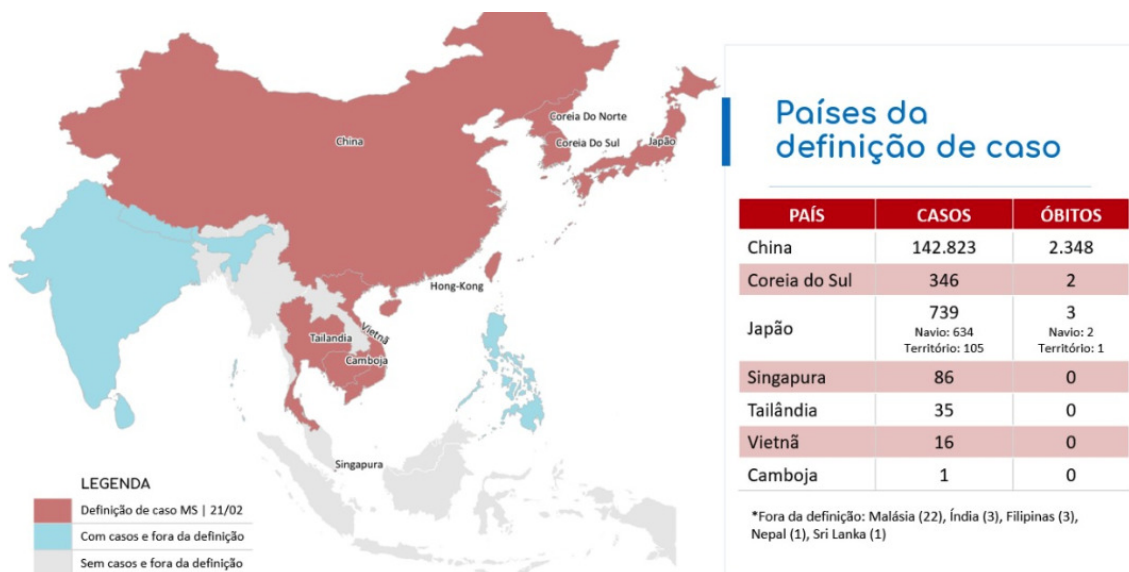 China
Coreia Do Norte
Coreia Do Sul
Japão
Hong-Kong
Vietnã
Tailandia
Camboja
Singapura
LEGENDA
Definição de caso MS | 21/02
Com casos e fora da definição
Sem casos e fora da definição
Países da
definição de caso
PAÍS CASOS ÓBITOS
China 142.823 2.348
Coreia do Sul 346 2
Japão 739 3
Navio: 634 Navio: 2
Território: 105 Território: 1
Singapura 86 0
Tailândia 35 0
Vietnã 16 0
Camboja 1 0
*Fora da definição: Malásia (22), Índia (3), Filipinas (3),
Nepal (1), Sri Lanka (1)